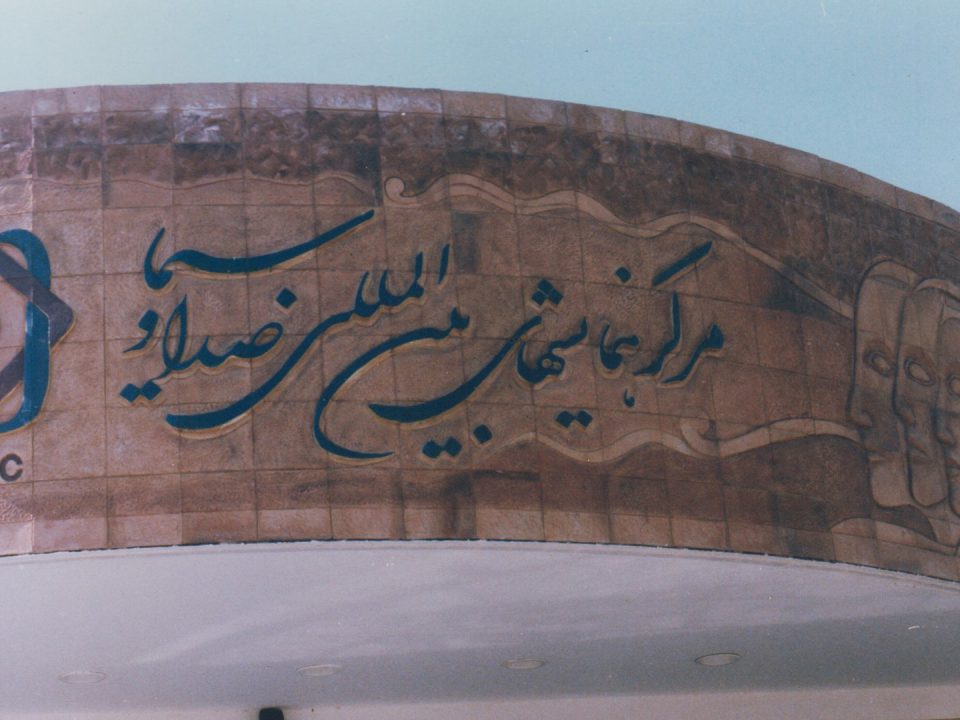 مرکز همایشهای بین المللی صدا و سیما
C